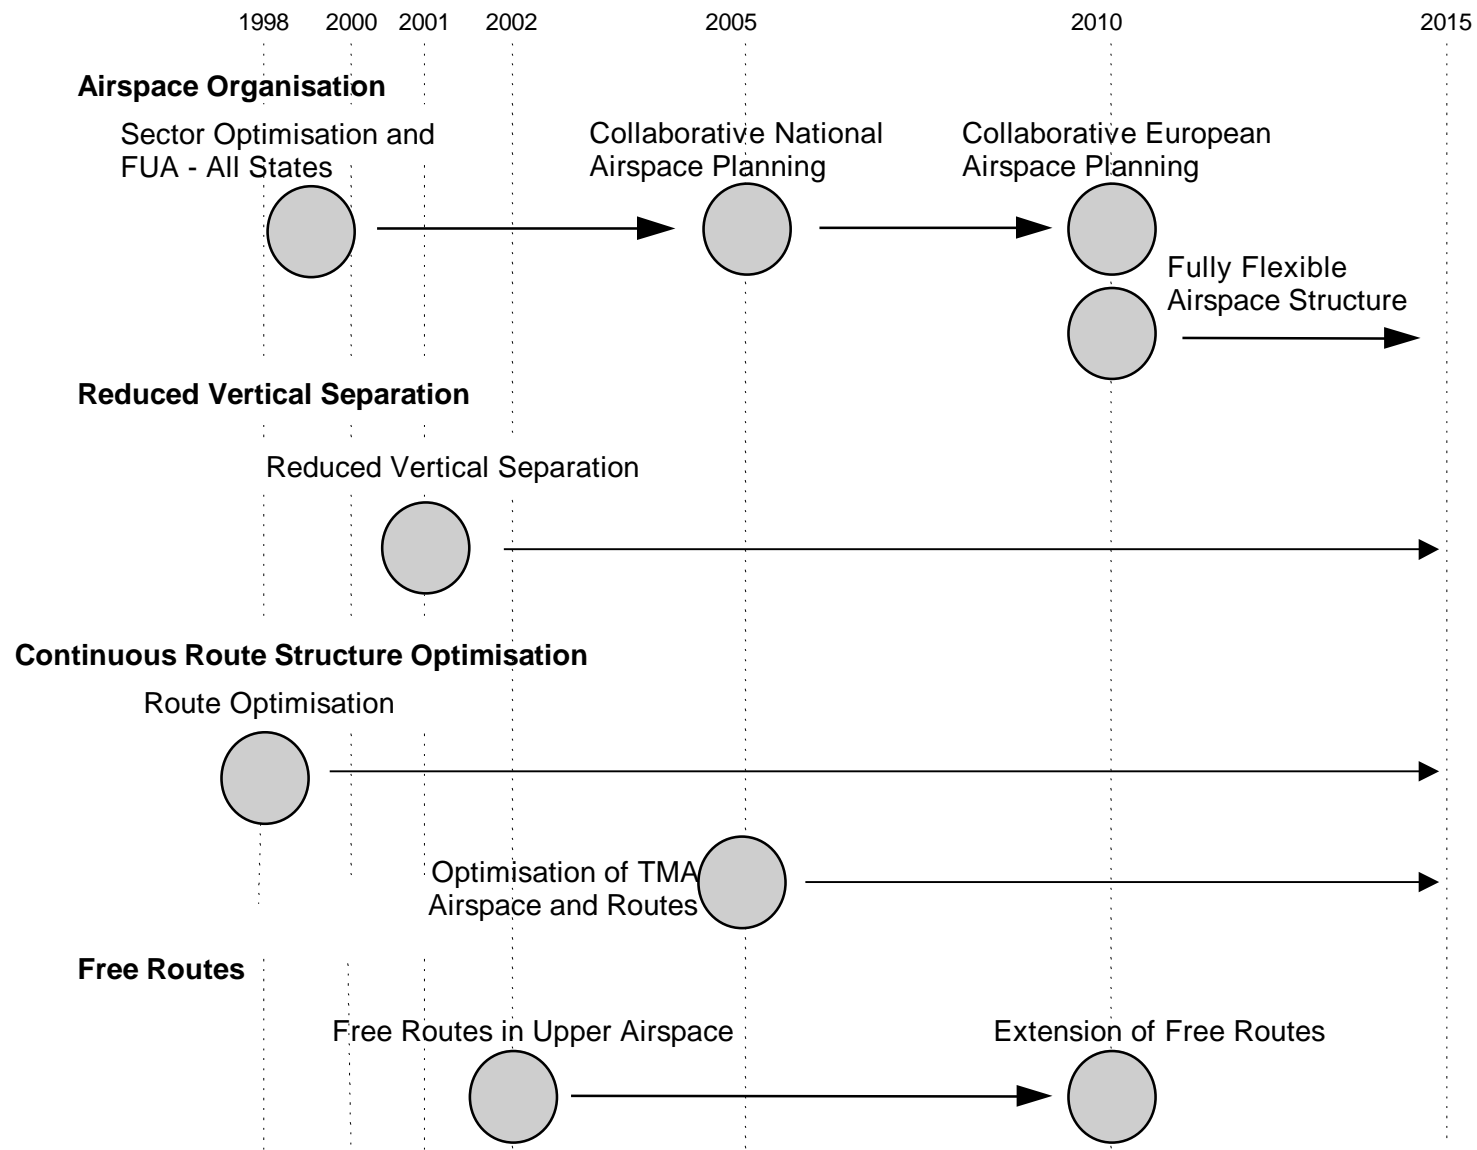 1998 2000 2001 2002 2005 2010 2015
Airspace Organisation
Sector Optimisation and
FUA - All States
Collaborative National
Airspace Planning
Collaborative European
Airspace Planning
Fully Flexible
Airspace Structure
Reduced Vertical Separation
Reduced Vertical Separation
Continuous Route Structure Optimisation
Route Optimisation
Optimisation of TMA
Airspace and Routes
Free Routes
Free Routes in Upper Airspace
Extension of Free Routes